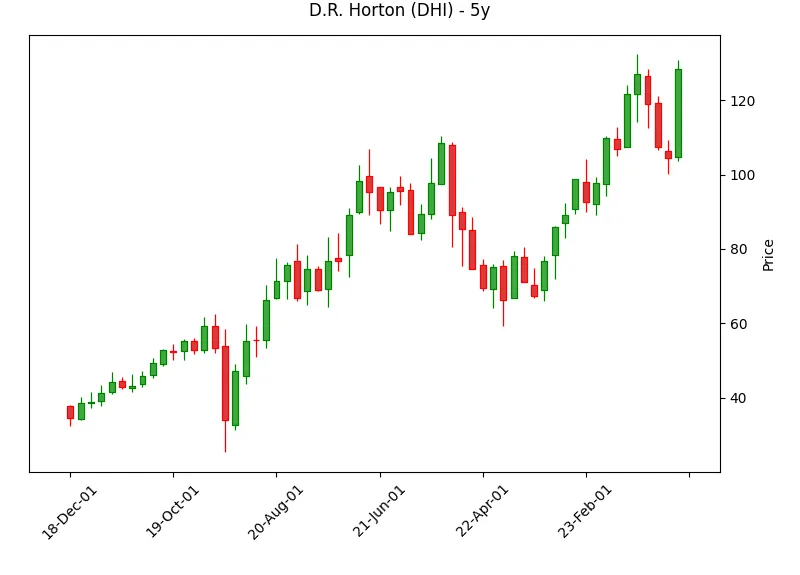 D.R. Horton (DHI) - 5y
120
100
80
60
40
Price
18-Dec-01
19-Oct-01
20-Aug-01
21-Jun-01
22-Apr-01
23-Feb-01